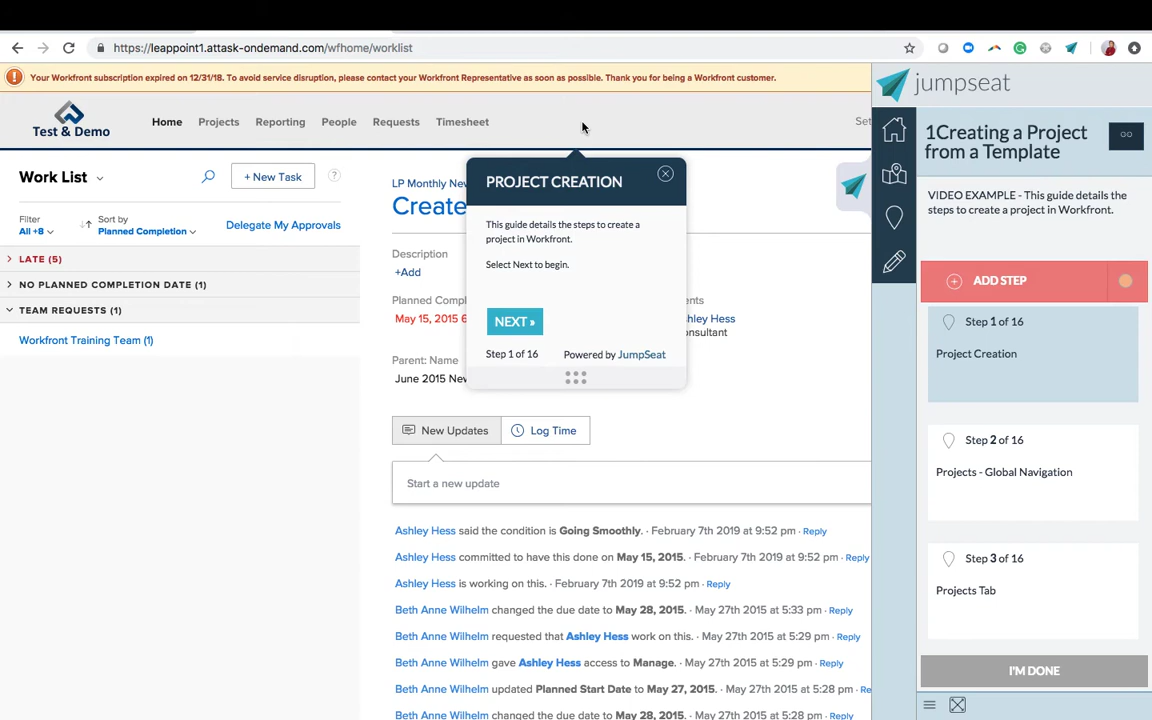 https://leappoint1.attask-ondemand.com/wfhome/worklist
Your Workfront subscription expired on 12/31/18. To avoid service disruption, please contact your Workfront Representative as soon as possible. Thank you for being a Workfront customer.
Test & Demo
Home Projects Reporting People Requests Timesheet
Work List
+ New Task
Filter
All +8
Sort by
Planned Completion
Delegate My Approvals
LATE (5)
NO PLANNED COMPLETION DATE (1)
TEAM REQUESTS (1)
Workfront Training Team (1)
LP Monthly
Create
Description
+Add
Planned
May 15, 2015
Parent: Name
June 2015
New Updates
Log Time
Start a new update
Ashley Hess said the condition is Going Smoothly. · February 7th 2019 at 9:52 pm · Reply
Ashley Hess committed to have this done on May 15, 2015. · February 7th 2019 at 9:52 pm · Reply
Ashley Hess is working on this. · February 7th 2019 at 9:52 pm · Reply
Beth Anne Wilhelm changed the due date to May 28, 2015. · May 27th 2015 at 5:33 pm · Reply
Beth Anne Wilhelm requested that Ashley Hess work on this. · May 27th 2015 at 5:29 pm · Reply
Beth Anne Wilhelm gave Ashley Hess access to Manage. · May 27th 2015 at 5:29 pm · Reply
Beth Anne Wilhelm updated Planned Start Date to May 27, 2015. · May 27th 2015 at 5:28 pm · Re
Beth Anne Wilhelm changed the due date to May 28, 2015. · May 27th 2015 at 5:28 pm · Reply
PROJECT CREATION
This guide details the steps to create a
project in Workfront.
Select Next to begin.
NEXT »
Step 1 of 16 Powered by JumpSeat
Hess
jumpseat
1Creating a Project
from a Template
VIDEO EXAMPLE - This guide details the
steps to create a project in Workfront.
ADD STEP
Step 1 of 16
Project Creation
Step 2 of 16
Projects - Global Navigation
Step 3 of 16
Projects Tab
I'M DONE